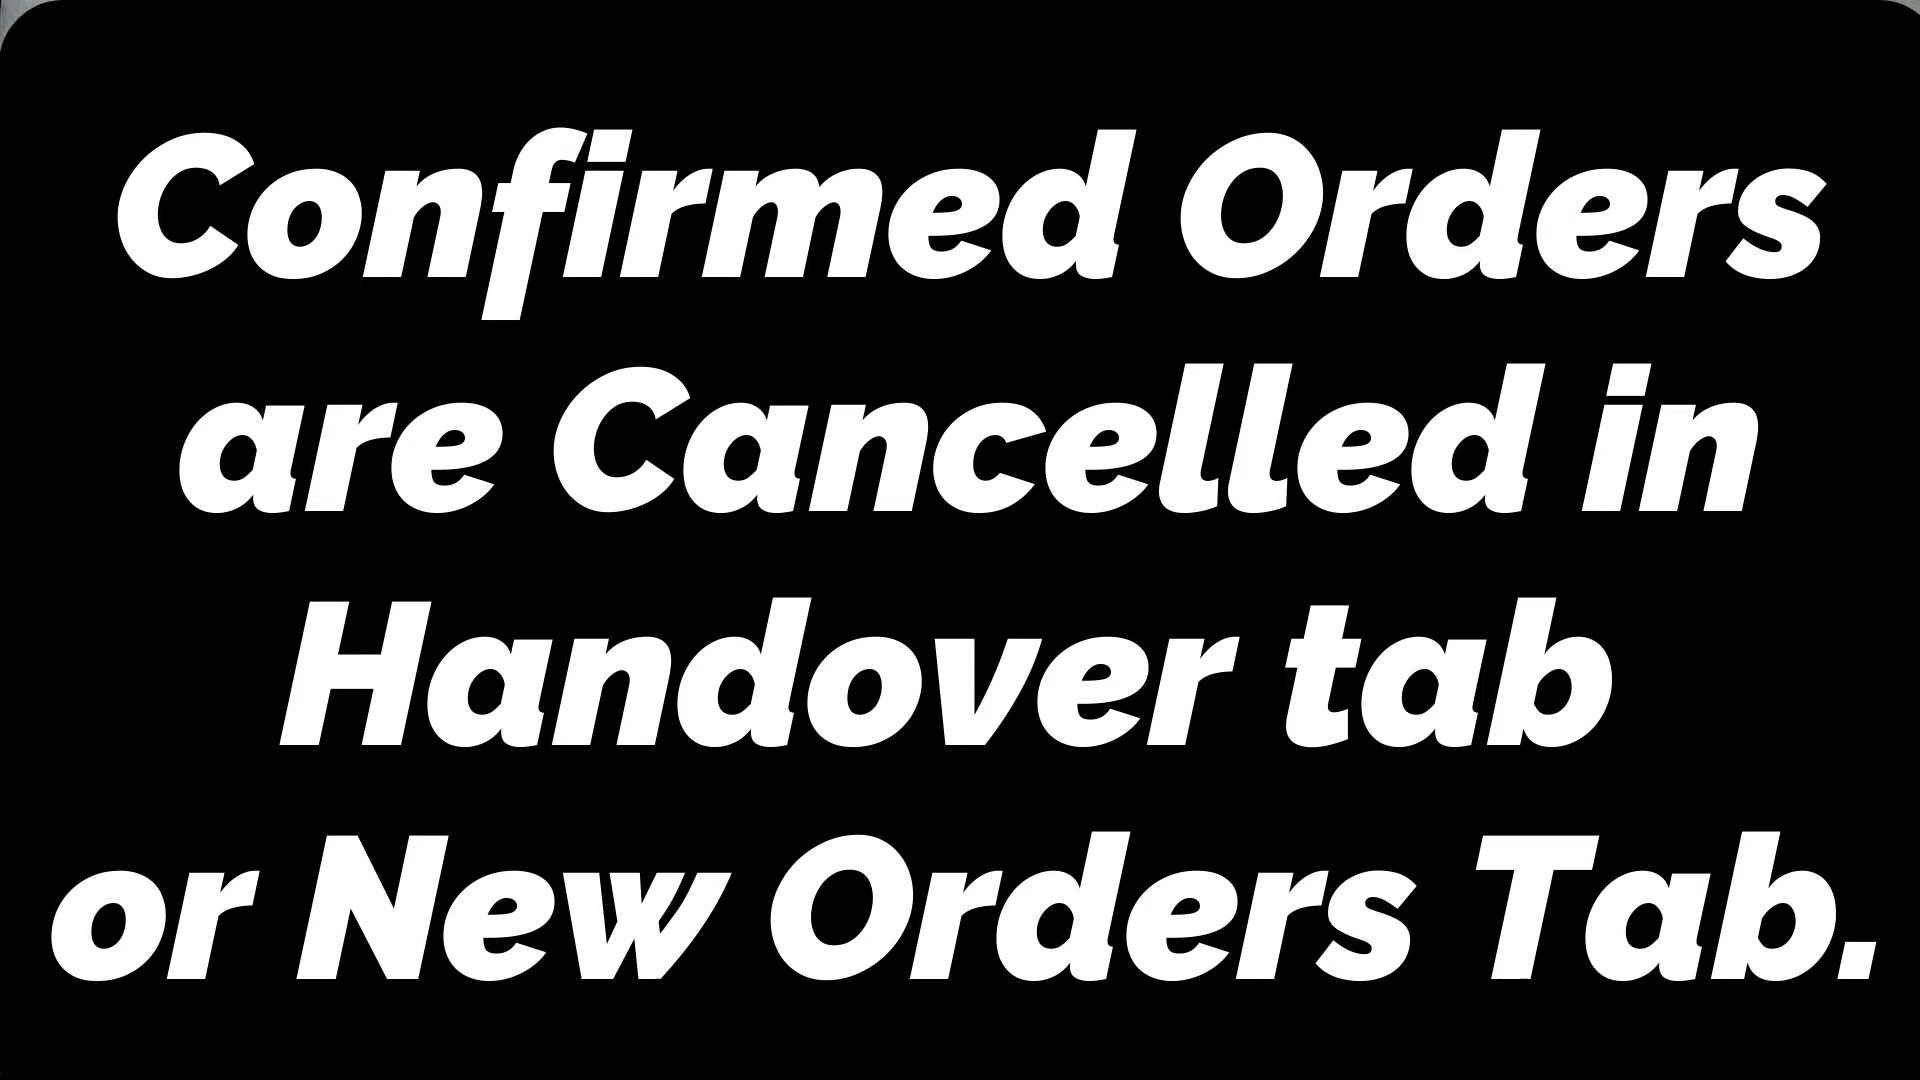 Confirmed Orders
are Cancelled in
Handover tab
or New Orders Tab.